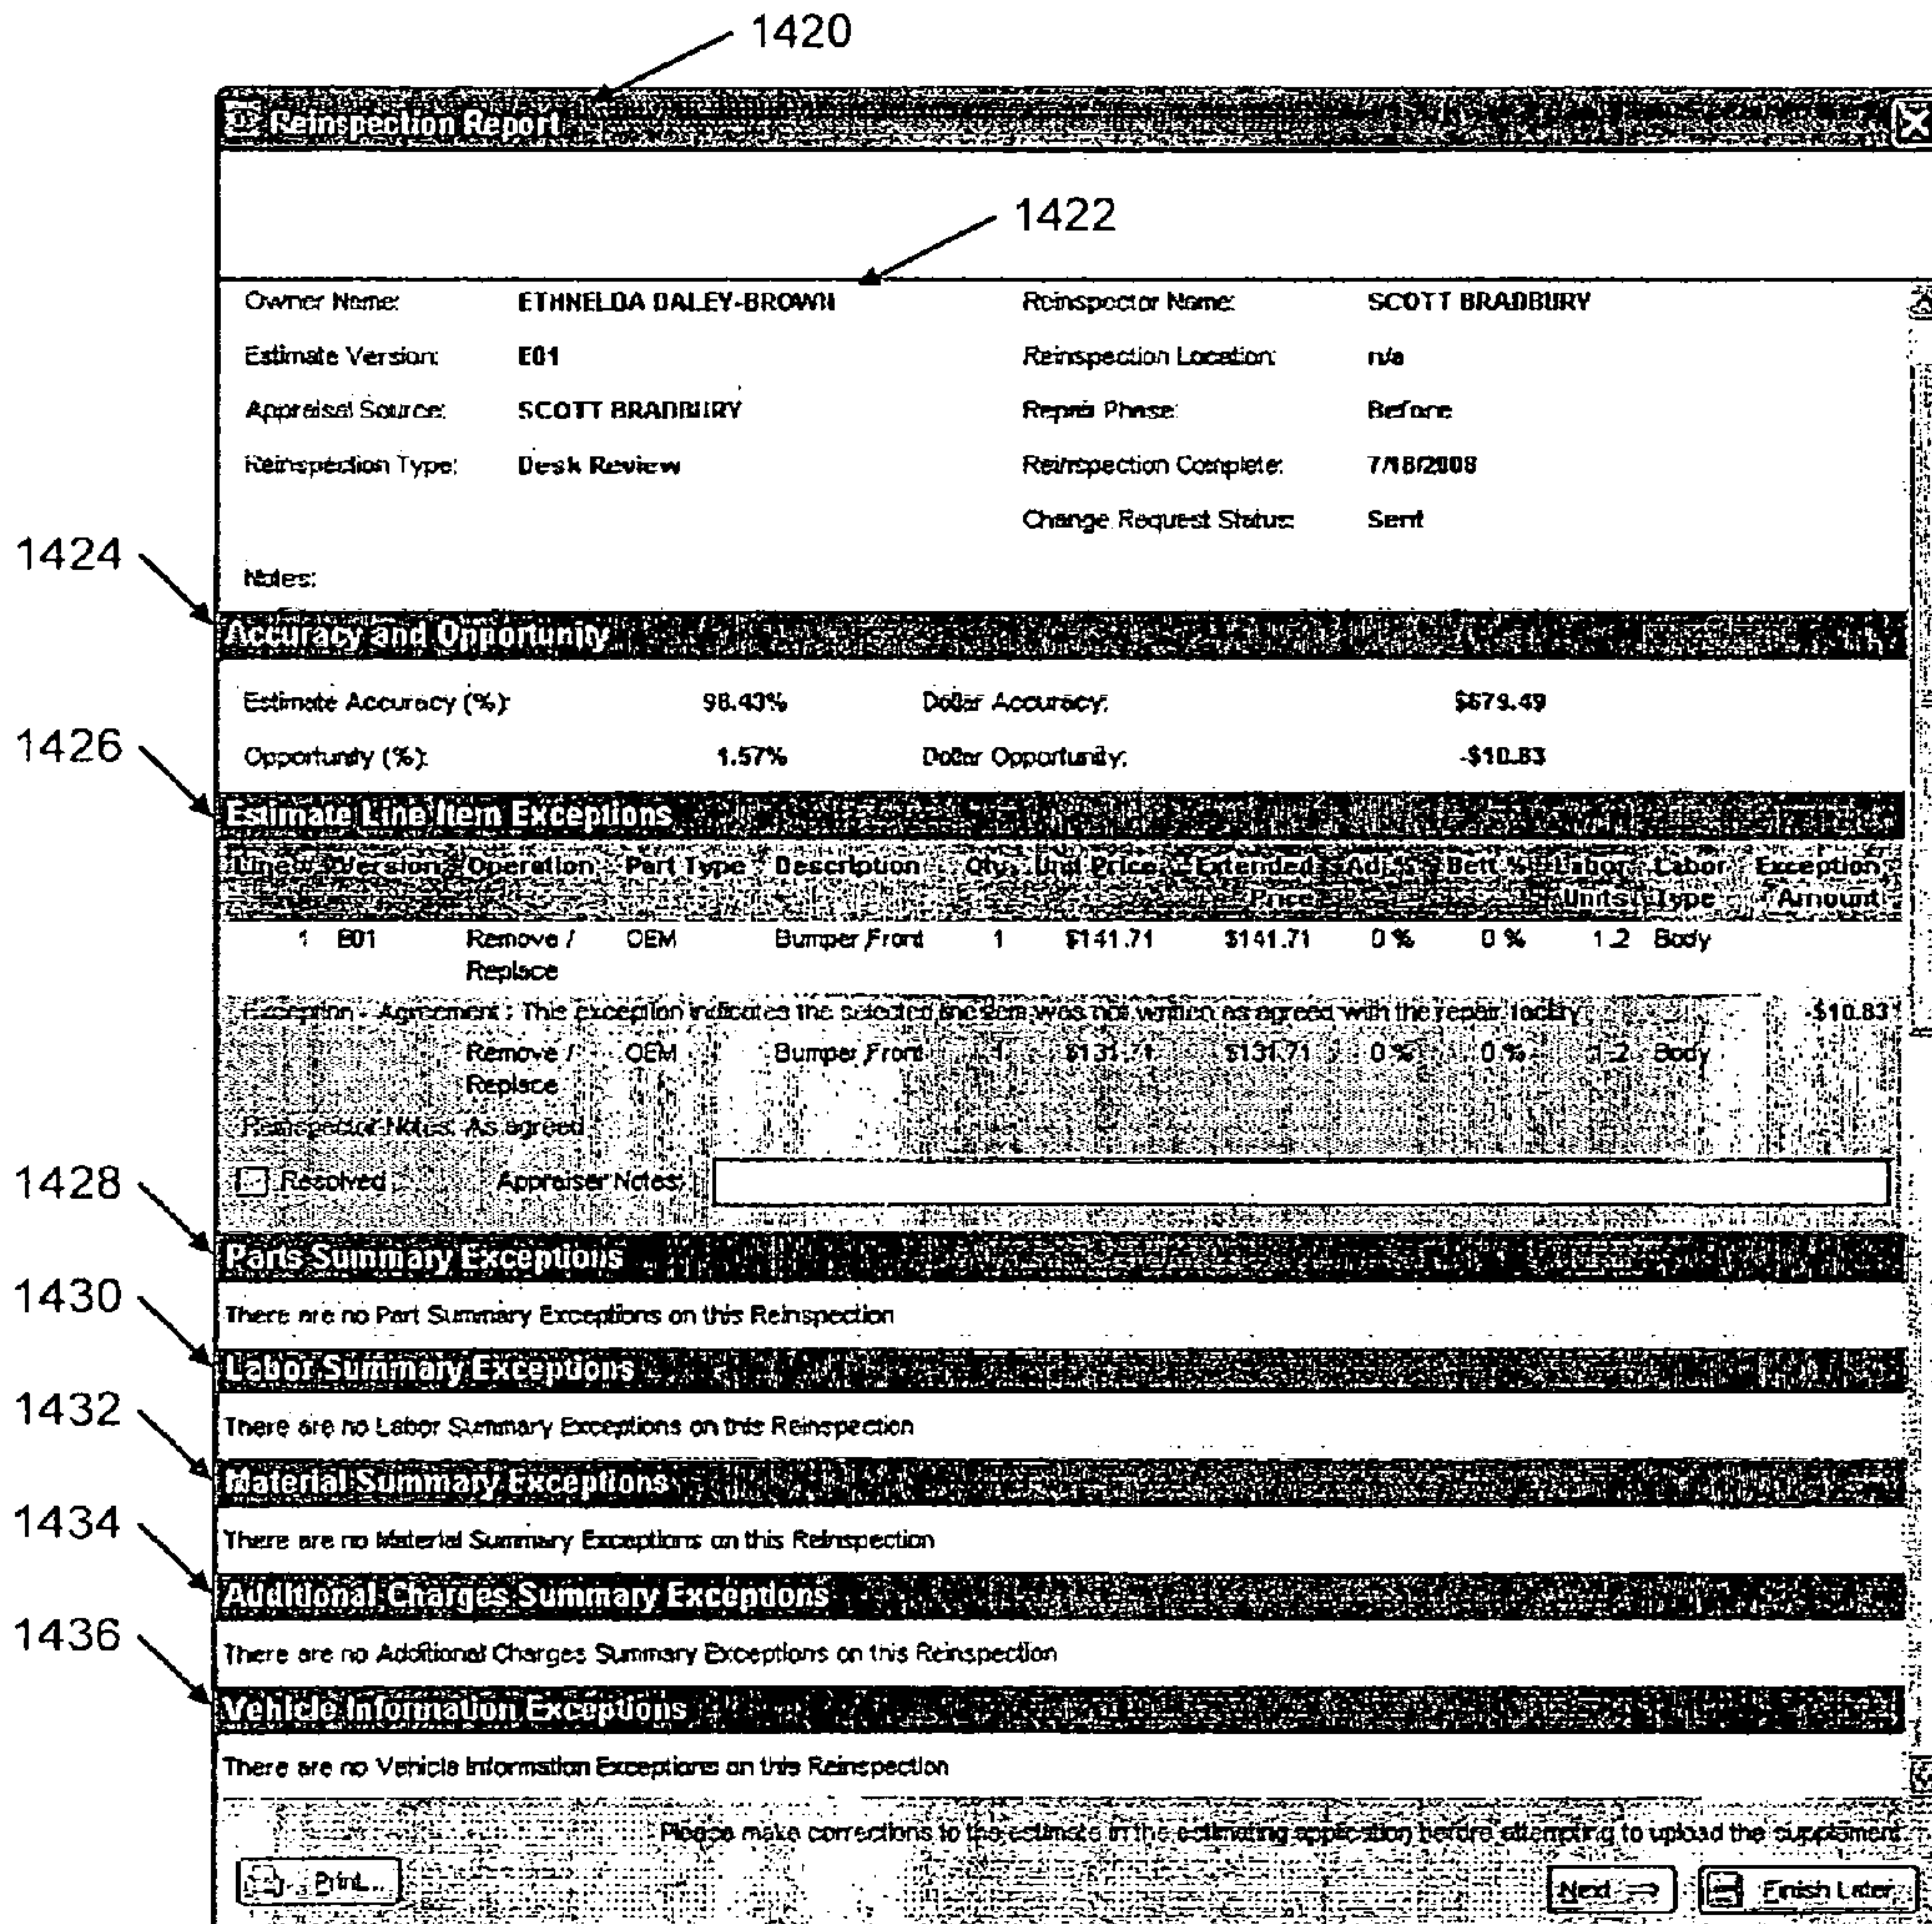 1420
Reinspection Report
1422
Owner Name: ETHNELDA DALEY-BROWN Reinspector Name: SCOTT BRADBURY
Estimate Version: E01 Reinspection Location: n/a
Appraisal Source: SCOTT BRADBURY Repair Phase: Before
Reinspection Type: Desk Review Reinspection Complete: 7/18/2008
Change Request Status: Sent
1424
Notes:
Accuracy and Opportunity
Estimate Accuracy (%): 98.43% Dollar Accuracy: $679.49
1426
Opportunity (%): 1.57% Dollar Opportunity: -$10.83
Estimate Line Item Exceptions
Line # Version Operation Part Type Description Qty. Unit Price Extended Price Adj % Bett % Labor Units Labor Type Exception Amount
1 E01 Remove / Replace OEM Bumper,Front 1 $141.71 $141.71 0 % 0 % 1.2 Body
Exception - Agreement : This exception indicates the selected line item was not written as agreed with the repair facility -$10.83
Remove / Replace OEM Bumper,Front 1 $131.71 $131.71 0 % 0 % 1.2 Body
Reinspector Notes: As agreed
1428
Resolved Appraiser Notes:
Parts Summary Exceptions
1430
There are no Part Summary Exceptions on this Reinspection
Labor Summary Exceptions
1432
There are no Labor Summary Exceptions on this Reinspection
Material Summary Exceptions
1434
There are no Material Summary Exceptions on this Reinspection
Additional Charges Summary Exceptions
1436
There are no Additional Charges Summary Exceptions on this Reinspection
Vehicle Information Exceptions
There are no Vehicle Information Exceptions on this Reinspection
Please make corrections to the estimate in the estimating application before attempting to upload the supplement.
Print... Next Finish Later